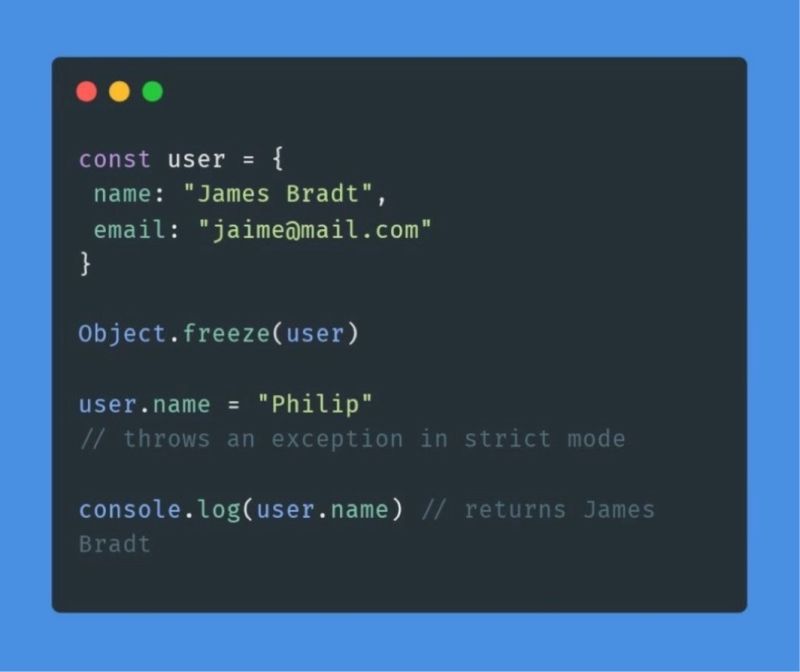 const user = {
name: "James Bradt",
email: "jaime@mail.com"
}
Object.freeze(user)
user.name = "Philip"
// throws an exception in strict mode
console.log(user.name) // returns James
Bradt